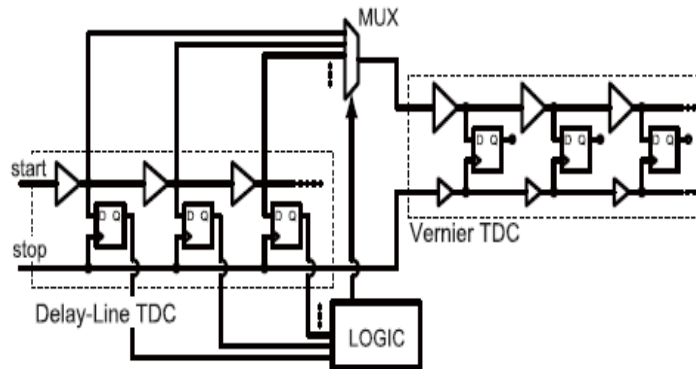 MUX
start
D Q
D Q
D Q
stop
Delay-Line TDC
LOGIC
D Q
D Q
D Q
Vernier TDC